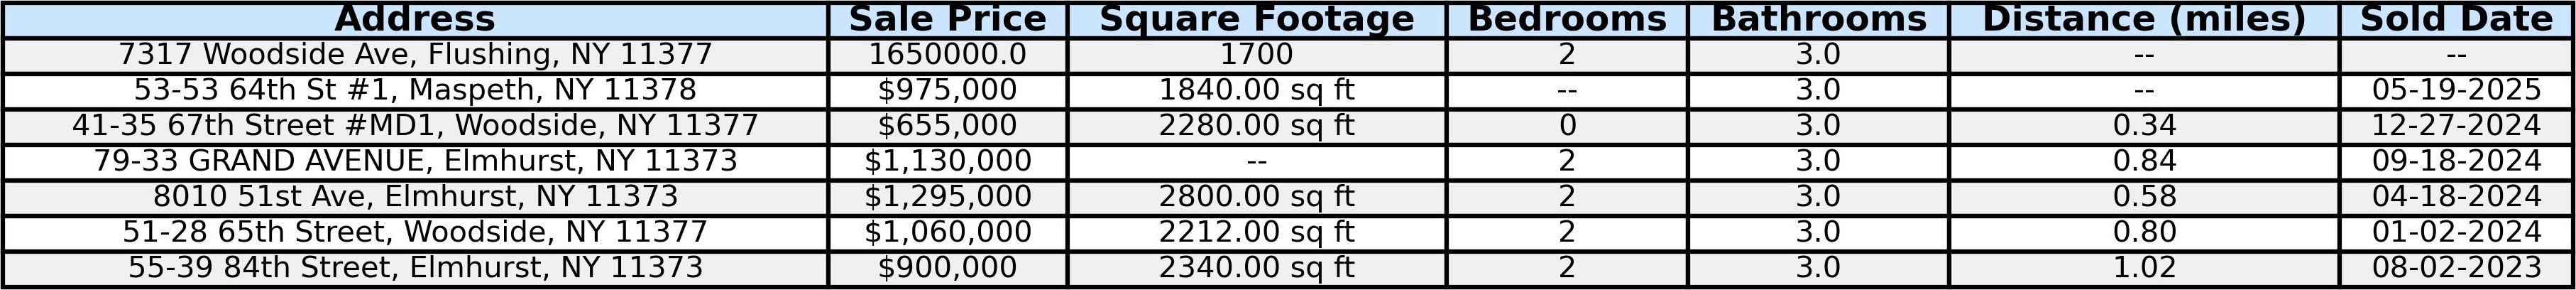 Address Sale Price Square Footage Bedrooms Bathrooms Distance (miles) Sold Date
7317 Woodside Ave, Flushing, NY 11377 1650000.0 1700 2 3.0 -- --
53-53 64th St #1, Maspeth, NY 11378 $975,000 1840.00 sq ft -- 3.0 -- 05-19-2025
41-35 67th Street #MD1, Woodside, NY 11377 $655,000 2280.00 sq ft 0 3.0 0.34 12-27-2024
79-33 GRAND AVENUE, Elmhurst, NY 11373 $1,130,000 -- 2 3.0 0.84 09-18-2024
8010 51st Ave, Elmhurst, NY 11373 $1,295,000 2800.00 sq ft 2 3.0 0.58 04-18-2024
51-28 65th Street, Woodside, NY 11377 $1,060,000 2212.00 sq ft 2 3.0 0.80 01-02-2024
55-39 84th Street, Elmhurst, NY 11373 $900,000 2340.00 sq ft 2 3.0 1.02 08-02-2023